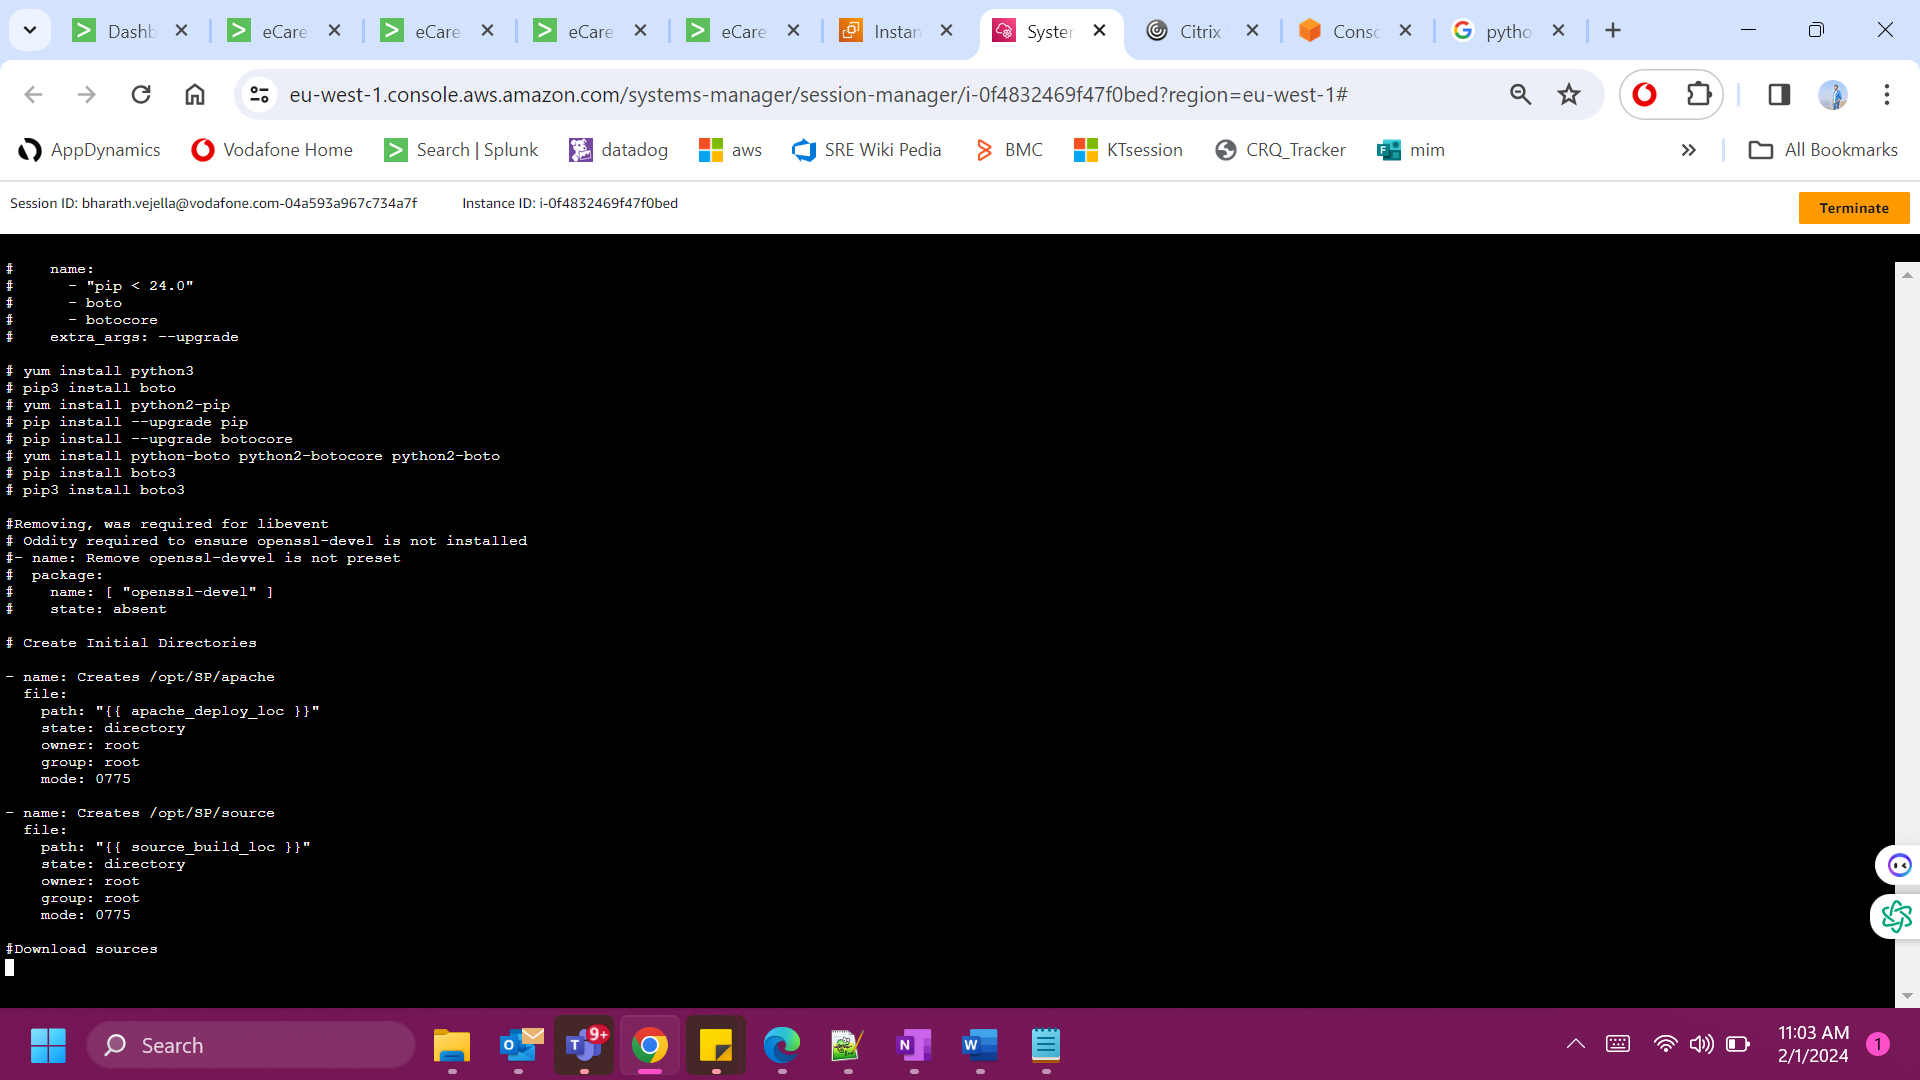 Dashb
eCare
eCare
eCare
eCare
Instan
System
Citrix
Conso
pytho
eu-west-1.console.aws.amazon.com/systems-manager/session-manager/i-0f4832469f47f0bed?region=eu-west-1#
AppDynamics
Vodafone Home
Search | Splunk
datadog
aws
SRE Wiki Pedia
BMC
KTsession
CRQ_Tracker
mim
All Bookmarks
Session ID: bharath.vejella@vodafone.com-04a593a967c734a7f
Instance ID: i-0f4832469f47f0bed
Terminate
#    name:
#      - "pip < 24.0"
#      - boto
#      - botocore
#    extra_args: --upgrade
# yum install python3
# pip3 install boto
# yum install python2-pip
# pip install --upgrade pip
# pip install --upgrade botocore
# yum install python-boto python2-botocore python2-boto
# pip install boto3
# pip3 install boto3
#Removing, was required for libevent
# Oddity required to ensure openssl-devel is not installed
#- name: Remove openssl-devvel is not preset
#  package:
#    name: [ "openssl-devel" ]
#    state: absent
# Create Initial Directories
- name: Creates /opt/SP/apache
  file:
    path: "{{ apache_deploy_loc }}"
    state: directory
    owner: root
    group: root
    mode: 0775
- name: Creates /opt/SP/source
  file:
    path: "{{ source_build_loc }}"
    state: directory
    owner: root
    group: root
    mode: 0775
#Download sources
Search
9+
11:03 AM
2/1/2024
1